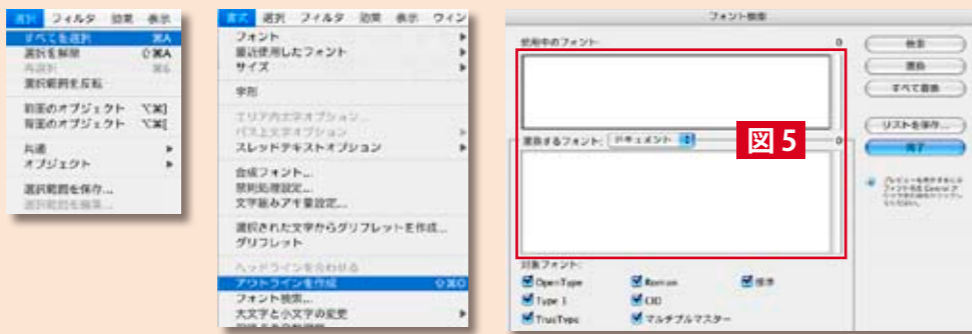 選択 フィルタ 効果 表示
すべてを選択 ⌘A
選択を解除 ⇧⌘A
再選択 ⌘6
選択範囲を反転
前面のオブジェクト ⌥⌘]
背面のオブジェクト ⌥⌘[
共通
オブジェクト
選択範囲を保存...
選択範囲を編集...
書式 選択 フィルタ 効果 表示 ウィン
フォント
最近使用したフォント
サイズ
字形
エリア内文字オプション...
パス上文字オプション
スレッドテキストオプション
合成フォント...
禁則処理設定...
文字組みアキ量設定...
選択された文字からグリフレットを作成...
グリフレット
ヘッドラインを合わせる
アウトラインを作成 ⇧⌘O
フォント検索...
大文字と小文字の変更
フォント検索
使用中のフォント: 0
検索
置換
すべて置換
リストを保存...
完了
置換するフォント: ドキュメント 0
図 5
対象フォント:
OpenType Roman 標準
Type 1 CID
TrueType マルチプルマスター